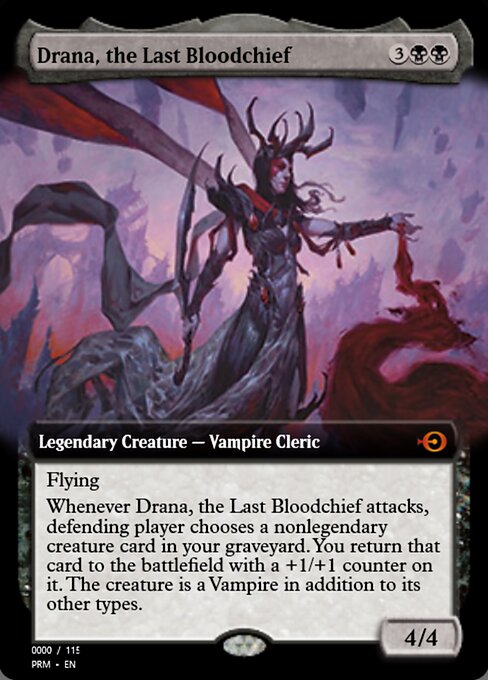 Drana, the Last Bloodchief 3
Legendary Creature — Vampire Cleric
Flying
Whenever Drana, the Last Bloodchief attacks,
defending player chooses a nonlegendary
creature card in your graveyard. You return that
card to the battlefield with a +1/+1 counter on
it. The creature is a Vampire in addition to its
other types.
4/4
0000 / 115
PRM • EN